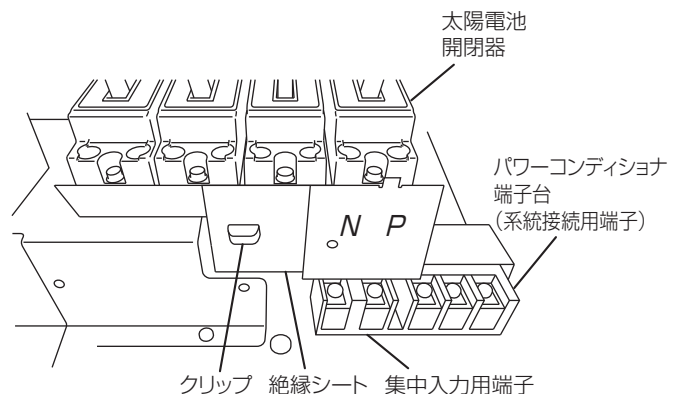 太陽電池
開閉器
パワーコンディショナ
端子台
(系統接続用端子)
N P
クリップ 絶縁シート 集中入力用端子